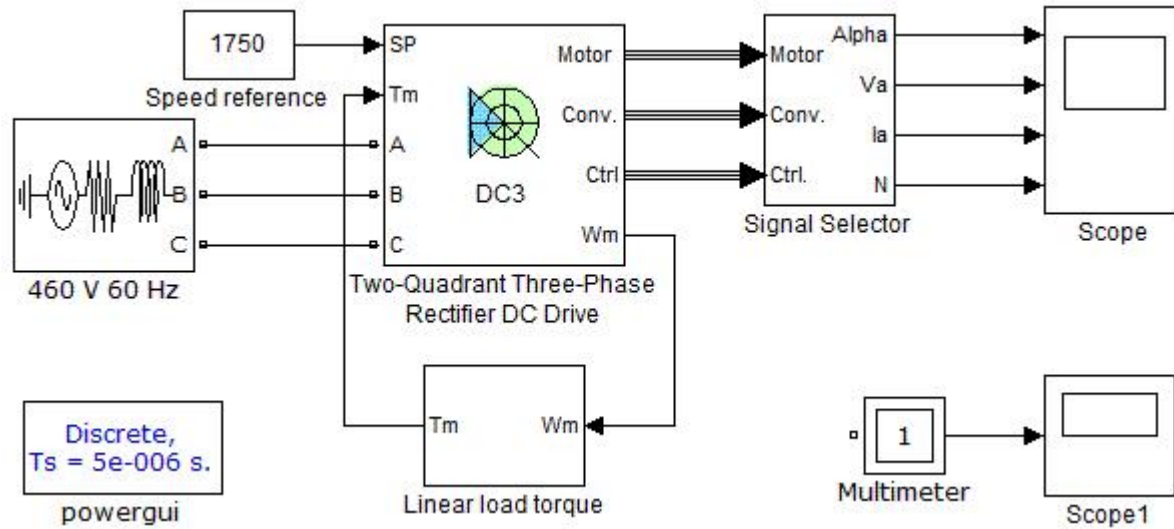 1750
Speed reference
SP
Tm
A
B
C
Motor
Conv.
Ctrl
Wm
DC3
Two-Quadrant Three-Phase
Rectifier DC Drive
A
B
C
460 V 60 Hz
Motor
Conv.
Ctrl.
Alpha
Va
Ia
N
Signal Selector
Scope
Tm
Wm
Linear load torque
Discrete,
Ts = 5e-006 s.
powergui
1
Multimeter
Scope1